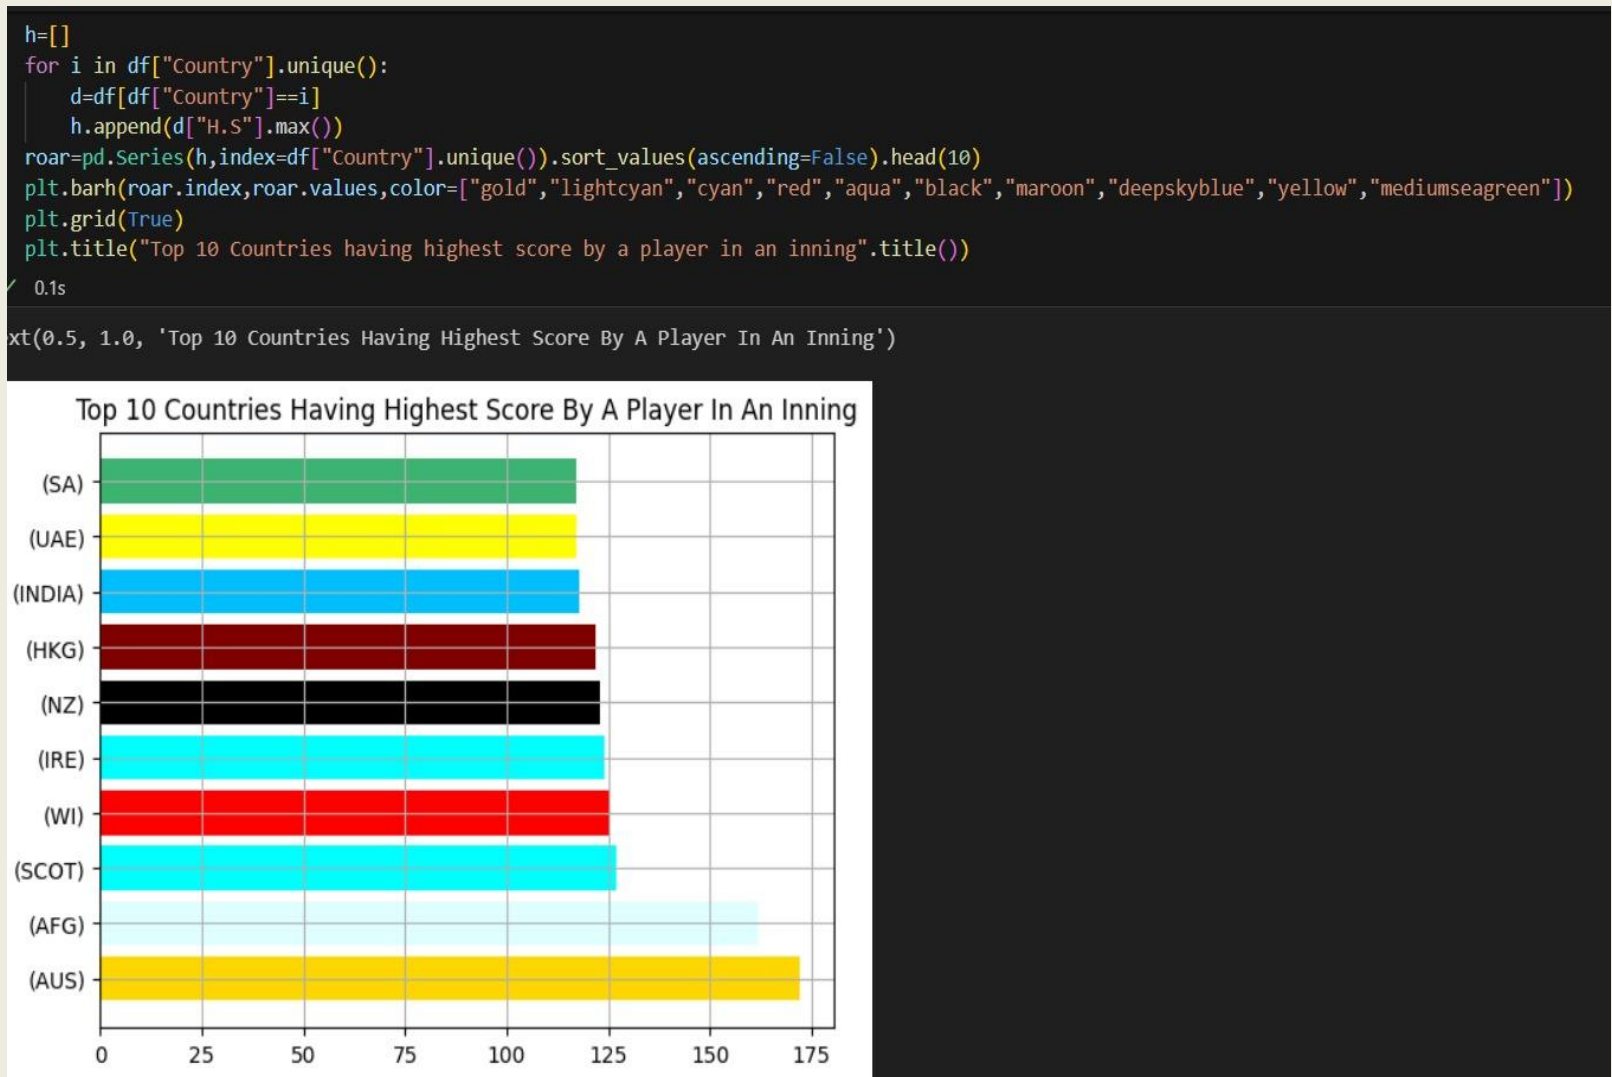 h=[]
for i in df["Country"].unique():
    d=df[df["Country"]==i]
    h.append(d["H.S"].max())
roar=pd.Series(h,index=df["Country"].unique()).sort_values(ascending=False).head(10)
plt.barh(roar.index,roar.values,color=["gold","lightcyan","cyan","red","aqua","black","maroon","deepskyblue","yellow","mediumseagreen"])
plt.grid(True)
plt.title("Top 10 Countries having highest score by a player in an inning".title())
✓ 0.1s
xt(0.5, 1.0, 'Top 10 Countries Having Highest Score By A Player In An Inning')
Top 10 Countries Having Highest Score By A Player In An Inning
(SA)
(UAE)
(INDIA)
(HKG)
(NZ)
(IRE)
(WI)
(SCOT)
(AFG)
(AUS)
0 25 50 75 100 125 150 175